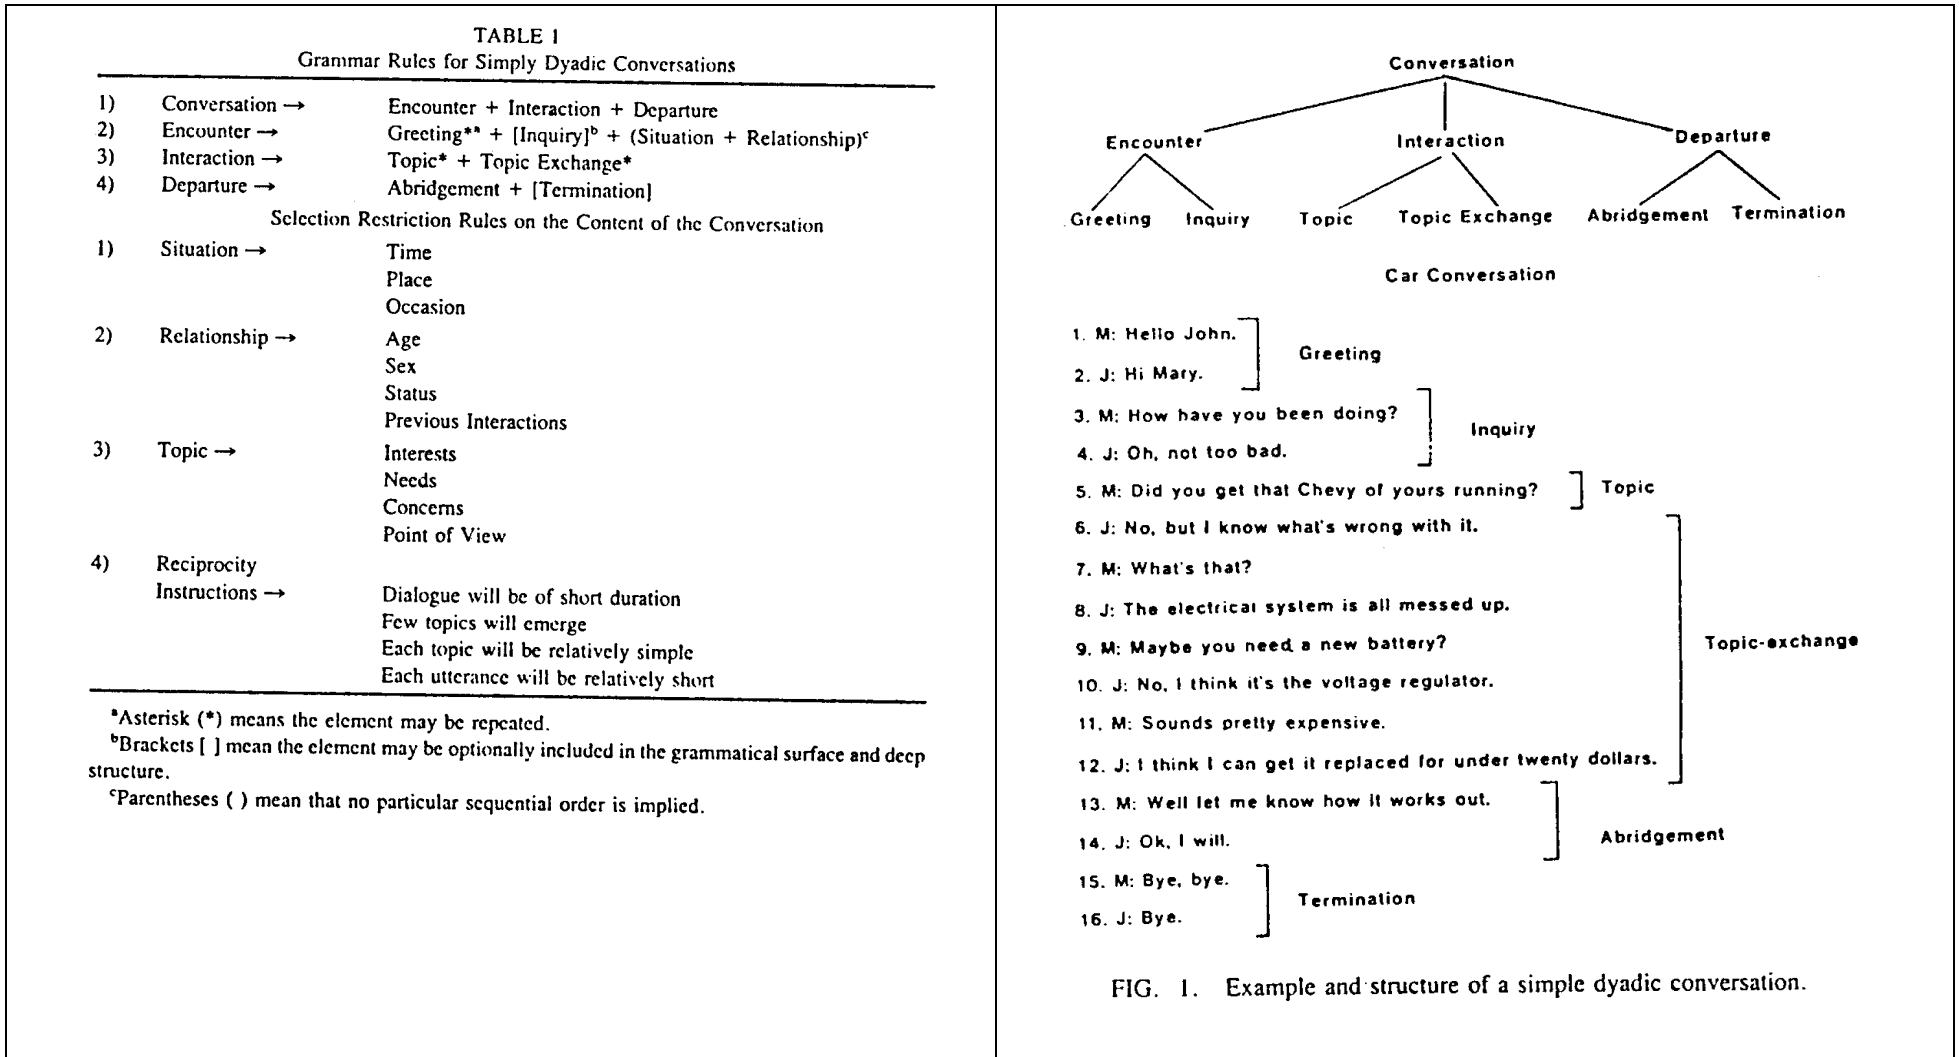 TABLE 1
Grammar Rules for Simply Dyadic Conversations
1) Conversation → Encounter + Interaction + Departure
2) Encounter → Greeting*ᵃ + [Inquiry]ᵇ + (Situation + Relationship)ᶜ
3) Interaction → Topic* + Topic Exchange*
4) Departure → Abridgement + [Termination]
Selection Restriction Rules on the Content of the Conversation
1) Situation → Time
Place
Occasion
2) Relationship → Age
Sex
Status
Previous Interactions
3) Topic → Interests
Needs
Concerns
Point of View
4) Reciprocity
Instructions → Dialogue will be of short duration
Few topics will emerge
Each topic will be relatively simple
Each utterance will be relatively short
ᵃAsterisk (*) means the element may be repeated.
ᵇBrackets [ ] mean the element may be optionally included in the grammatical surface and deep
structure.
ᶜParentheses ( ) mean that no particular sequential order is implied.
Conversation
Encounter Interaction Departure
Greeting Inquiry Topic Topic Exchange Abridgement Termination
Car Conversation
1. M: Hello John.
Greeting
2. J: Hi Mary.
3. M: How have you been doing?
Inquiry
4. J: Oh, not too bad.
5. M: Did you get that Chevy of yours running? Topic
6. J: No, but I know what's wrong with it.
7. M: What's that?
8. J: The electrical system is all messed up.
9. M: Maybe you need a new battery?
Topic-exchange
10. J: No, I think it's the voltage regulator.
11. M: Sounds pretty expensive.
12. J: I think I can get it replaced for under twenty dollars.
13. M: Well let me know how it works out.
Abridgement
14. J: Ok, I will.
15. M: Bye, bye.
Termination
16. J: Bye.
FIG. 1. Example and structure of a simple dyadic conversation.